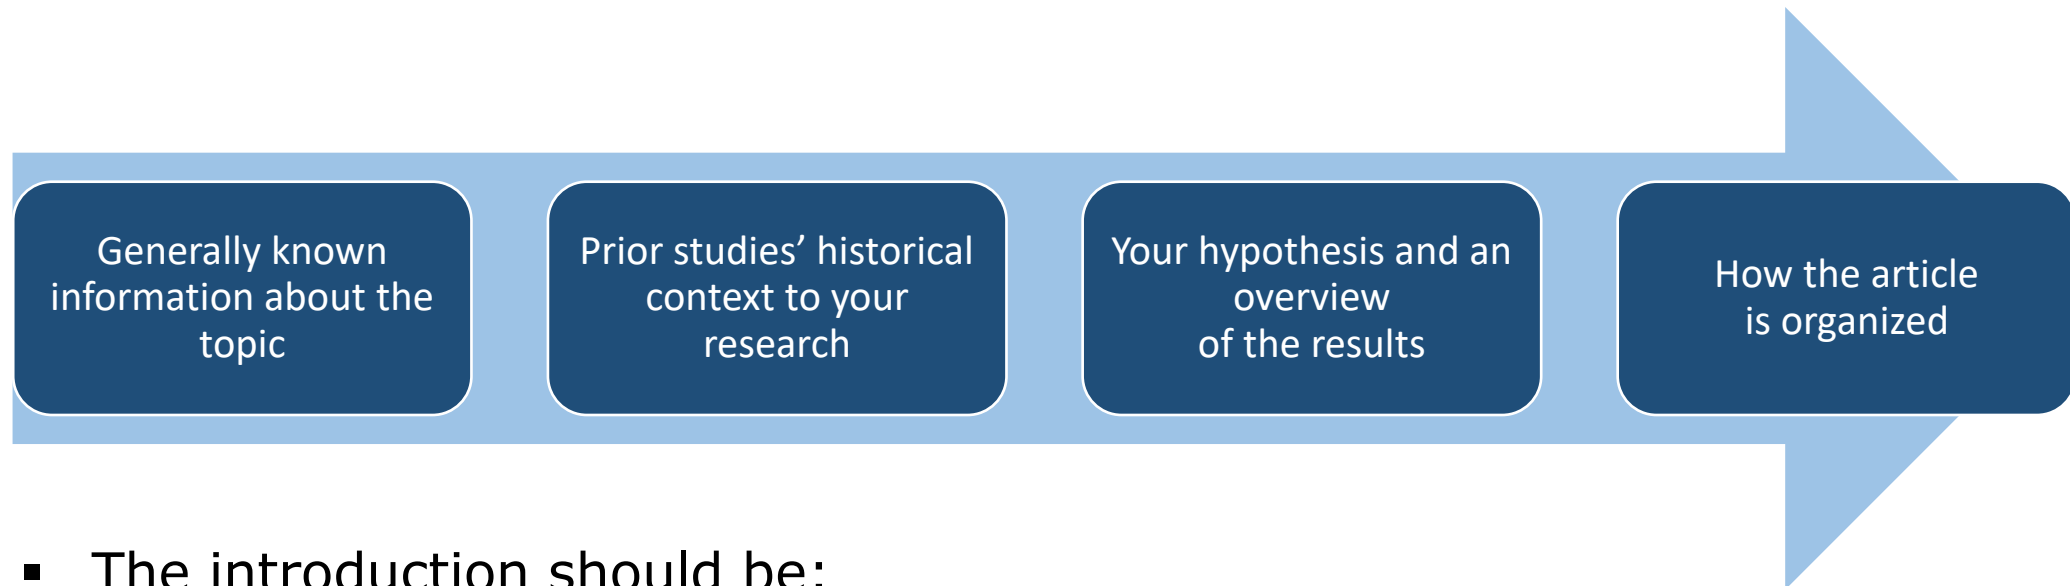 Generally known
information about the
topic
Prior studies’ historical
context to your
research
Your hypothesis and an
overview
of the results
How the article
is organized
▪ The introduction should be: